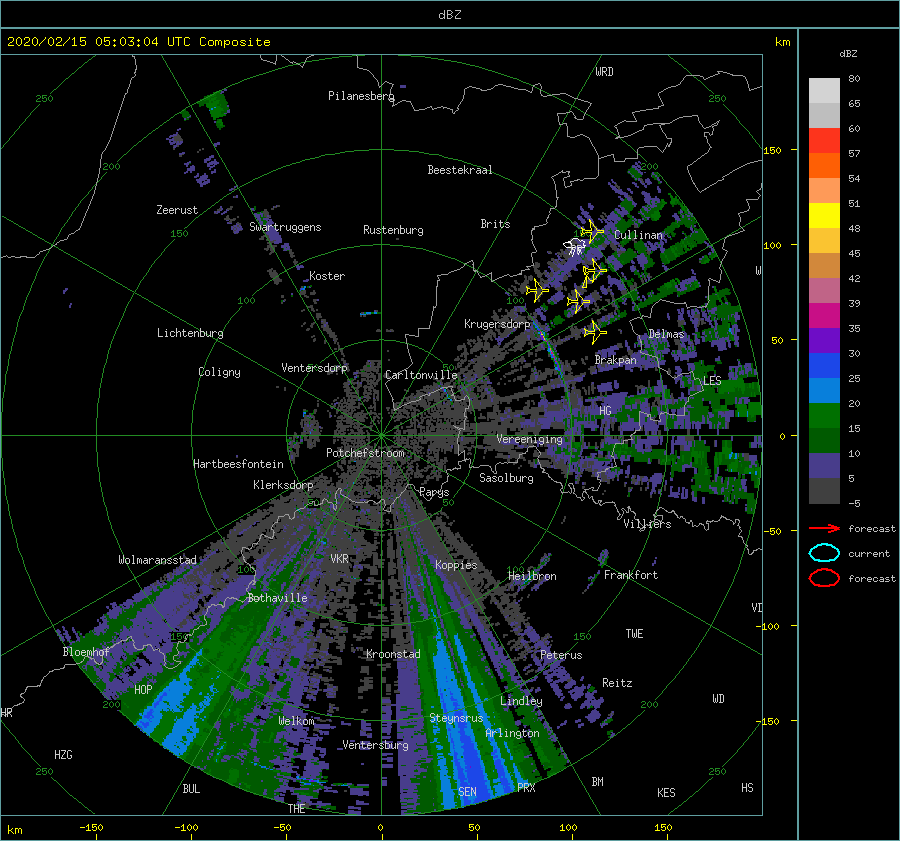 dBZ
2020/02/15 05:03:04 UTC Composite
km
dBZ
WRD
80
250
Pilanesberg
250
65
60
150
57
200
Beestekraal
200
54
Zeerust
51
150
Swartruggens
Rustenburg
Brits
Cullinan
48
100
45
W
Koster
42
100
100
39
Krugersdorp
Lichtenburg
Delmas
35
50
Brakpan
30
Coligny
Ventersdorp
Carltonville
50
LES
25
HG
20
15
Vereeniging
0
Potchefstroom
10
Hartbeesfontein
Klerksdorp
Sasolburg
5
Parys
50
50
-5
Villiers
-50
forecast
Wolmaransstad
VKR
Koppies
current
100
100
Heilbron
Frankfort
forecast
Bothaville
VD
-100
150
150
TWE
Bloemhof
Kroonstad
Peterus
HOP
Reitz
200
Lindley
200
WD
HR
Welkom
Steynsrus
-150
Arlington
HZG
Ventersburg
250
250
BUL
SEN
PRX
BM
KES
HS
THE
km
-150
-100
-50
0
50
100
150